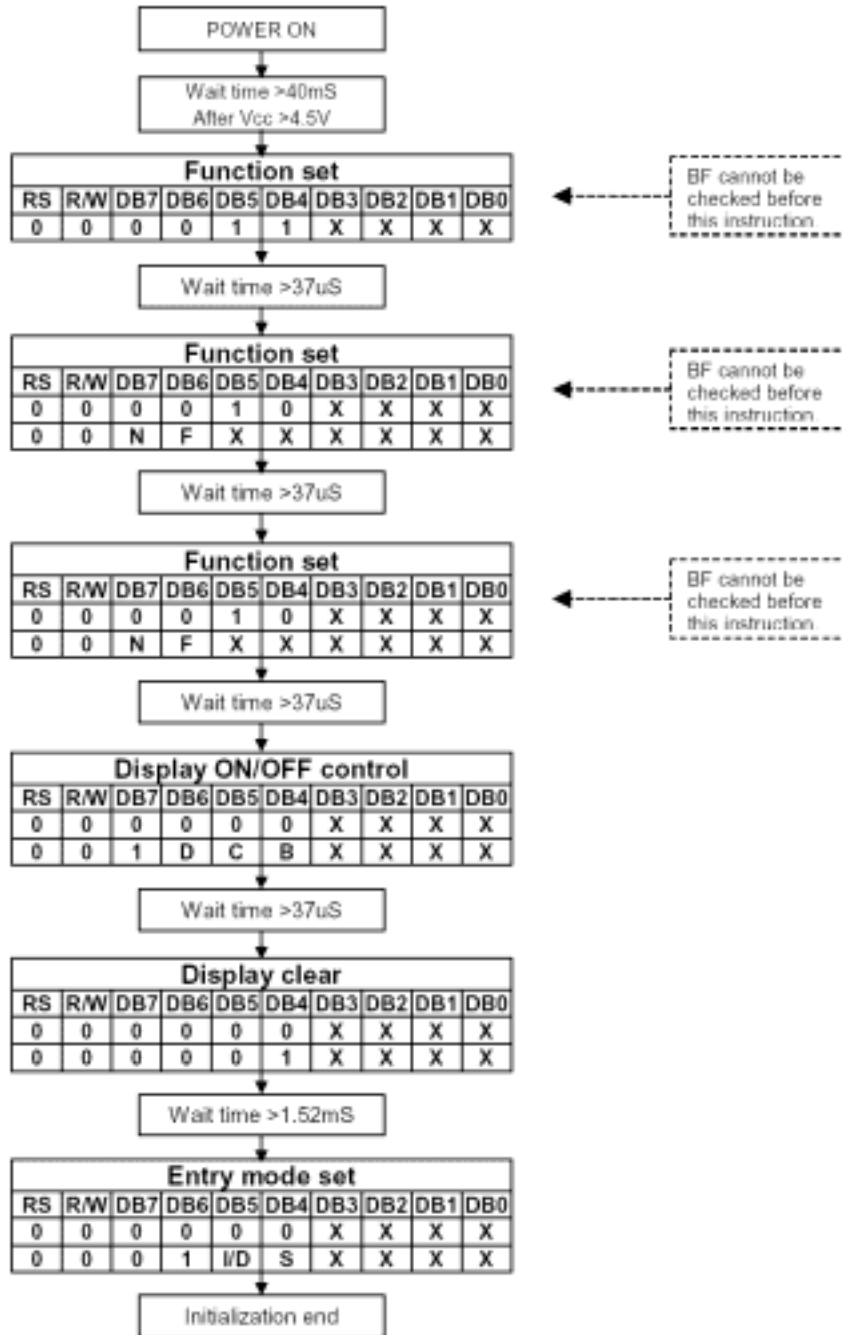 POWER ON
Wait time >40mS
After Vcc >4.5V
Function set
RS R/W DB7 DB6 DB5 DB4 DB3 DB2 DB1 DB0
0 0 0 0 1 1 X X X X
BF cannot be
checked before
this instruction.
Wait time >37uS
Function set
RS R/W DB7 DB6 DB5 DB4 DB3 DB2 DB1 DB0
0 0 0 0 1 0 X X X X
0 0 N F X X X X X X
BF cannot be
checked before
this instruction.
Wait time >37uS
Function set
RS R/W DB7 DB6 DB5 DB4 DB3 DB2 DB1 DB0
0 0 0 0 1 0 X X X X
0 0 N F X X X X X X
BF cannot be
checked before
this instruction.
Wait time >37uS
Display ON/OFF control
RS R/W DB7 DB6 DB5 DB4 DB3 DB2 DB1 DB0
0 0 0 0 0 0 X X X X
0 0 1 D C B X X X X
Wait time >37uS
Display clear
RS R/W DB7 DB6 DB5 DB4 DB3 DB2 DB1 DB0
0 0 0 0 0 0 X X X X
0 0 0 0 0 1 X X X X
Wait time >1.52mS
Entry mode set
RS R/W DB7 DB6 DB5 DB4 DB3 DB2 DB1 DB0
0 0 0 0 0 0 X X X X
0 0 0 1 I/D S X X X X
Initialization end